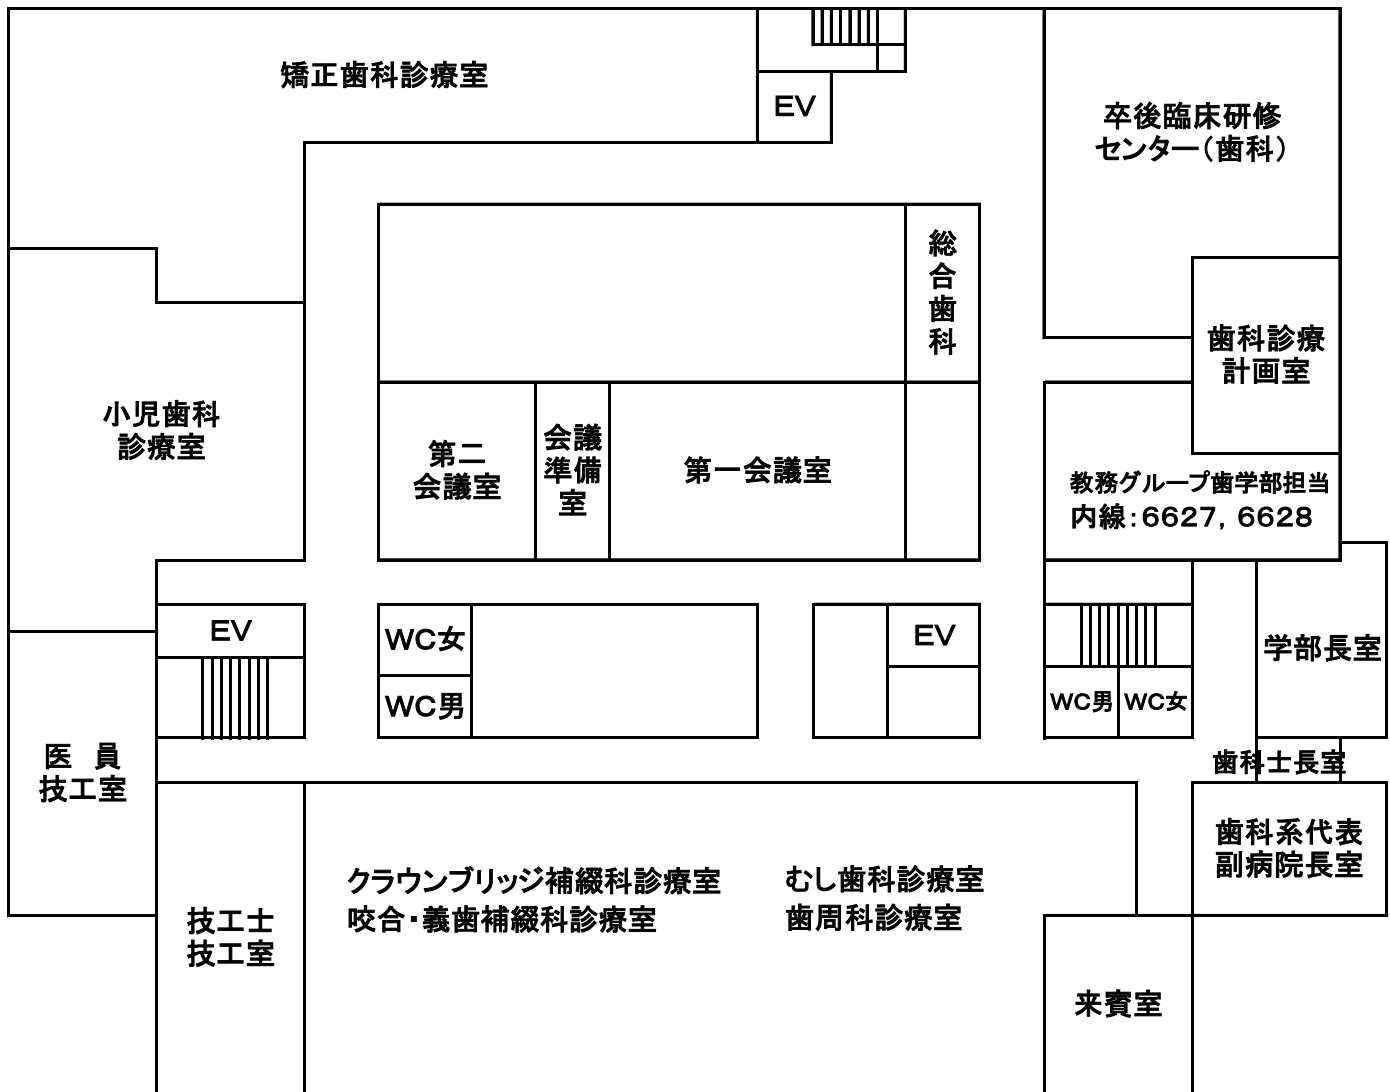 矯正歯科診療室
EV
卒後臨床研修
センター（歯科）
総合歯科
歯科診療
計画室
小児歯科
診療室
第二
会議室
会議
準備
室
第一会議室
教務グループ歯学部担当
内線：6627，6628
EV
WC女
WC男
EV
WC男
WC女
学部長室
医　員
技工室
歯科士長室
歯科系代表
副病院長室
クラウンブリッジ補綴科診療室
咬合・義歯補綴科診療室
むし歯科診療室
歯周科診療室
技工士
技工室
来賓室